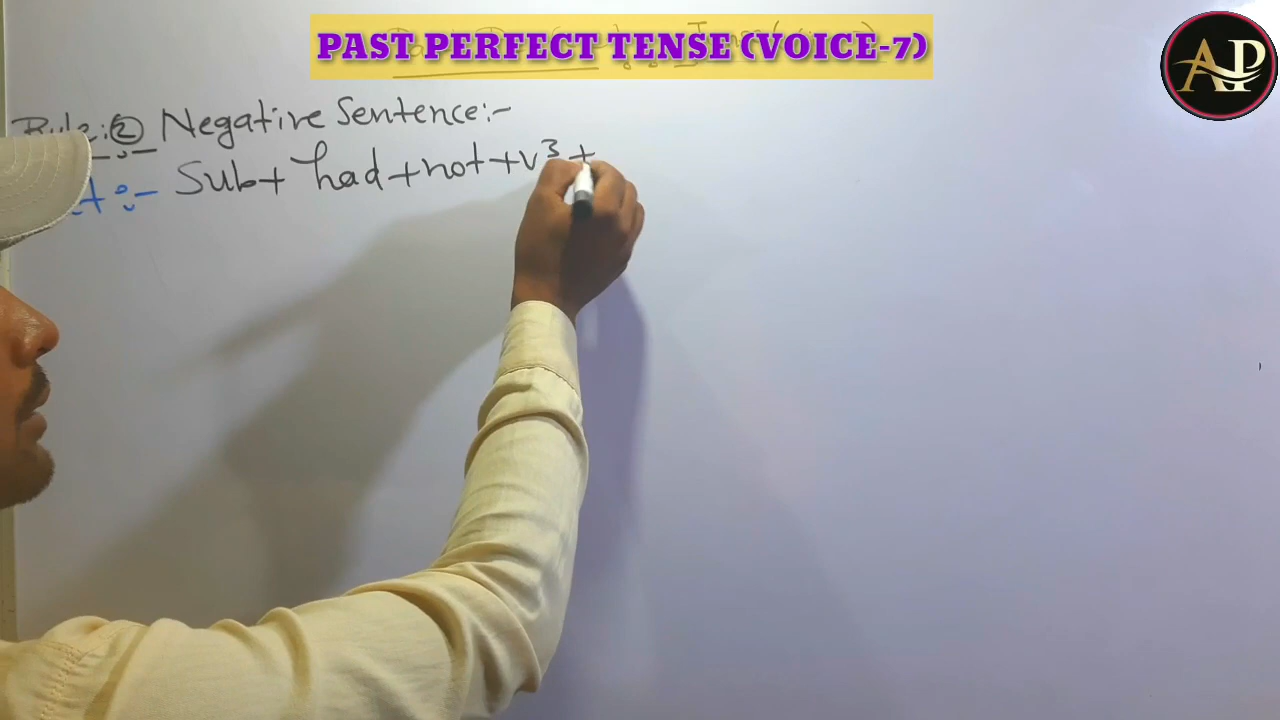 PAST PERFECT TENSE (VOICE-7)
AP
Rule:② Negative Sentence:-
:- Sub+ had+not+v³+